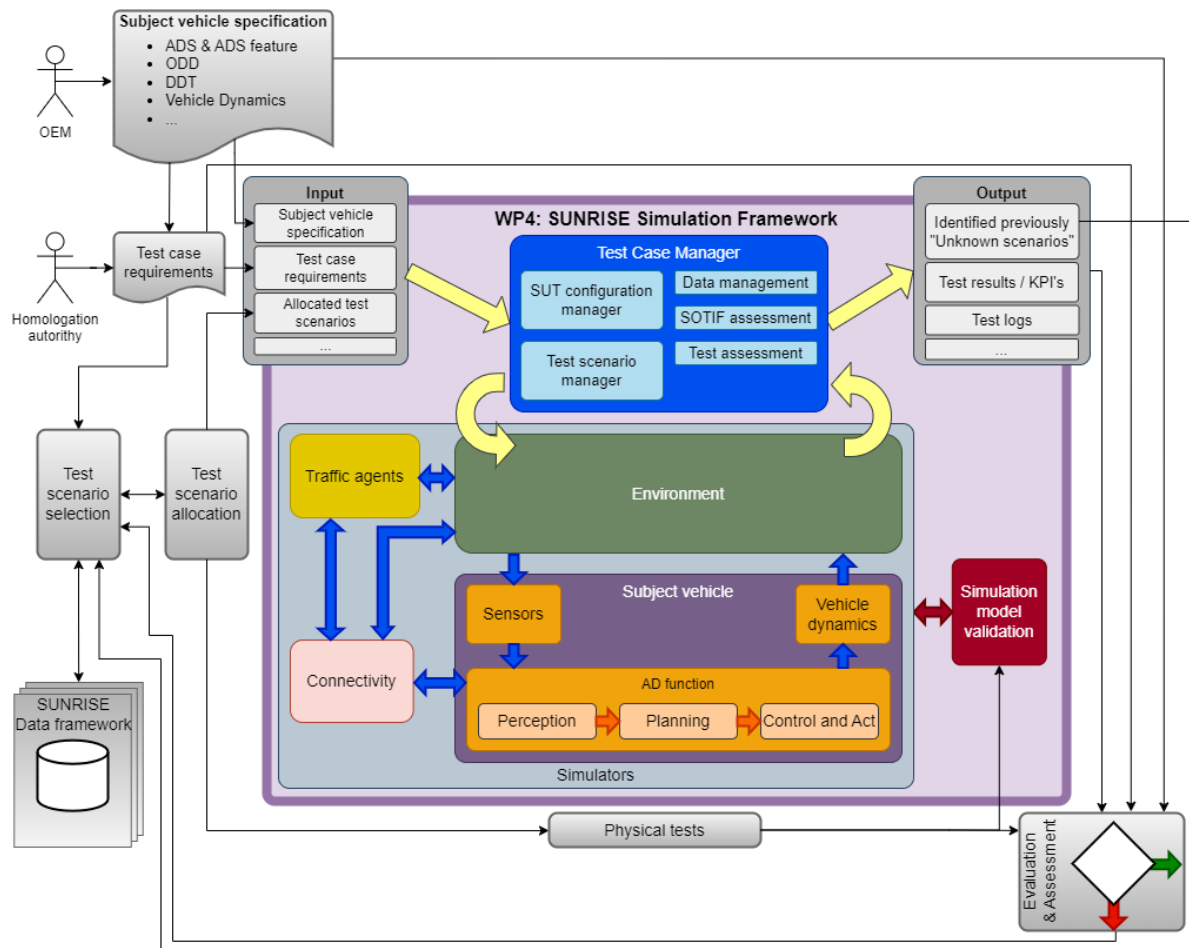 Subject vehicle specification
• ADS & ADS feature
• ODD
• DDT
• Vehicle Dynamics
• ...
OEM
Input
Subject vehicle
specification
Test case
requirements
Allocated test
scenarios
...
WP4: SUNRISE Simulation Framework
Output
Identified previously
"Unknown scenarios"
Test results / KPI's
Test logs
...
Test Case Manager
SUT configuration
manager
Test scenario
manager
Data management
SOTIF assessment
Test assessment
Test case
requirements
Homologation
autorithy
Test
scenario
selection
Test
scenario
allocation
Traffic agents
Environment
Subject vehicle
Sensors
Vehicle
dynamics
Simulation
model
validation
Connectivity
AD function
Perception
Planning
Control and Act
Simulators
SUNRISE
Data framework
Physical tests
Evaluation
& Assessment